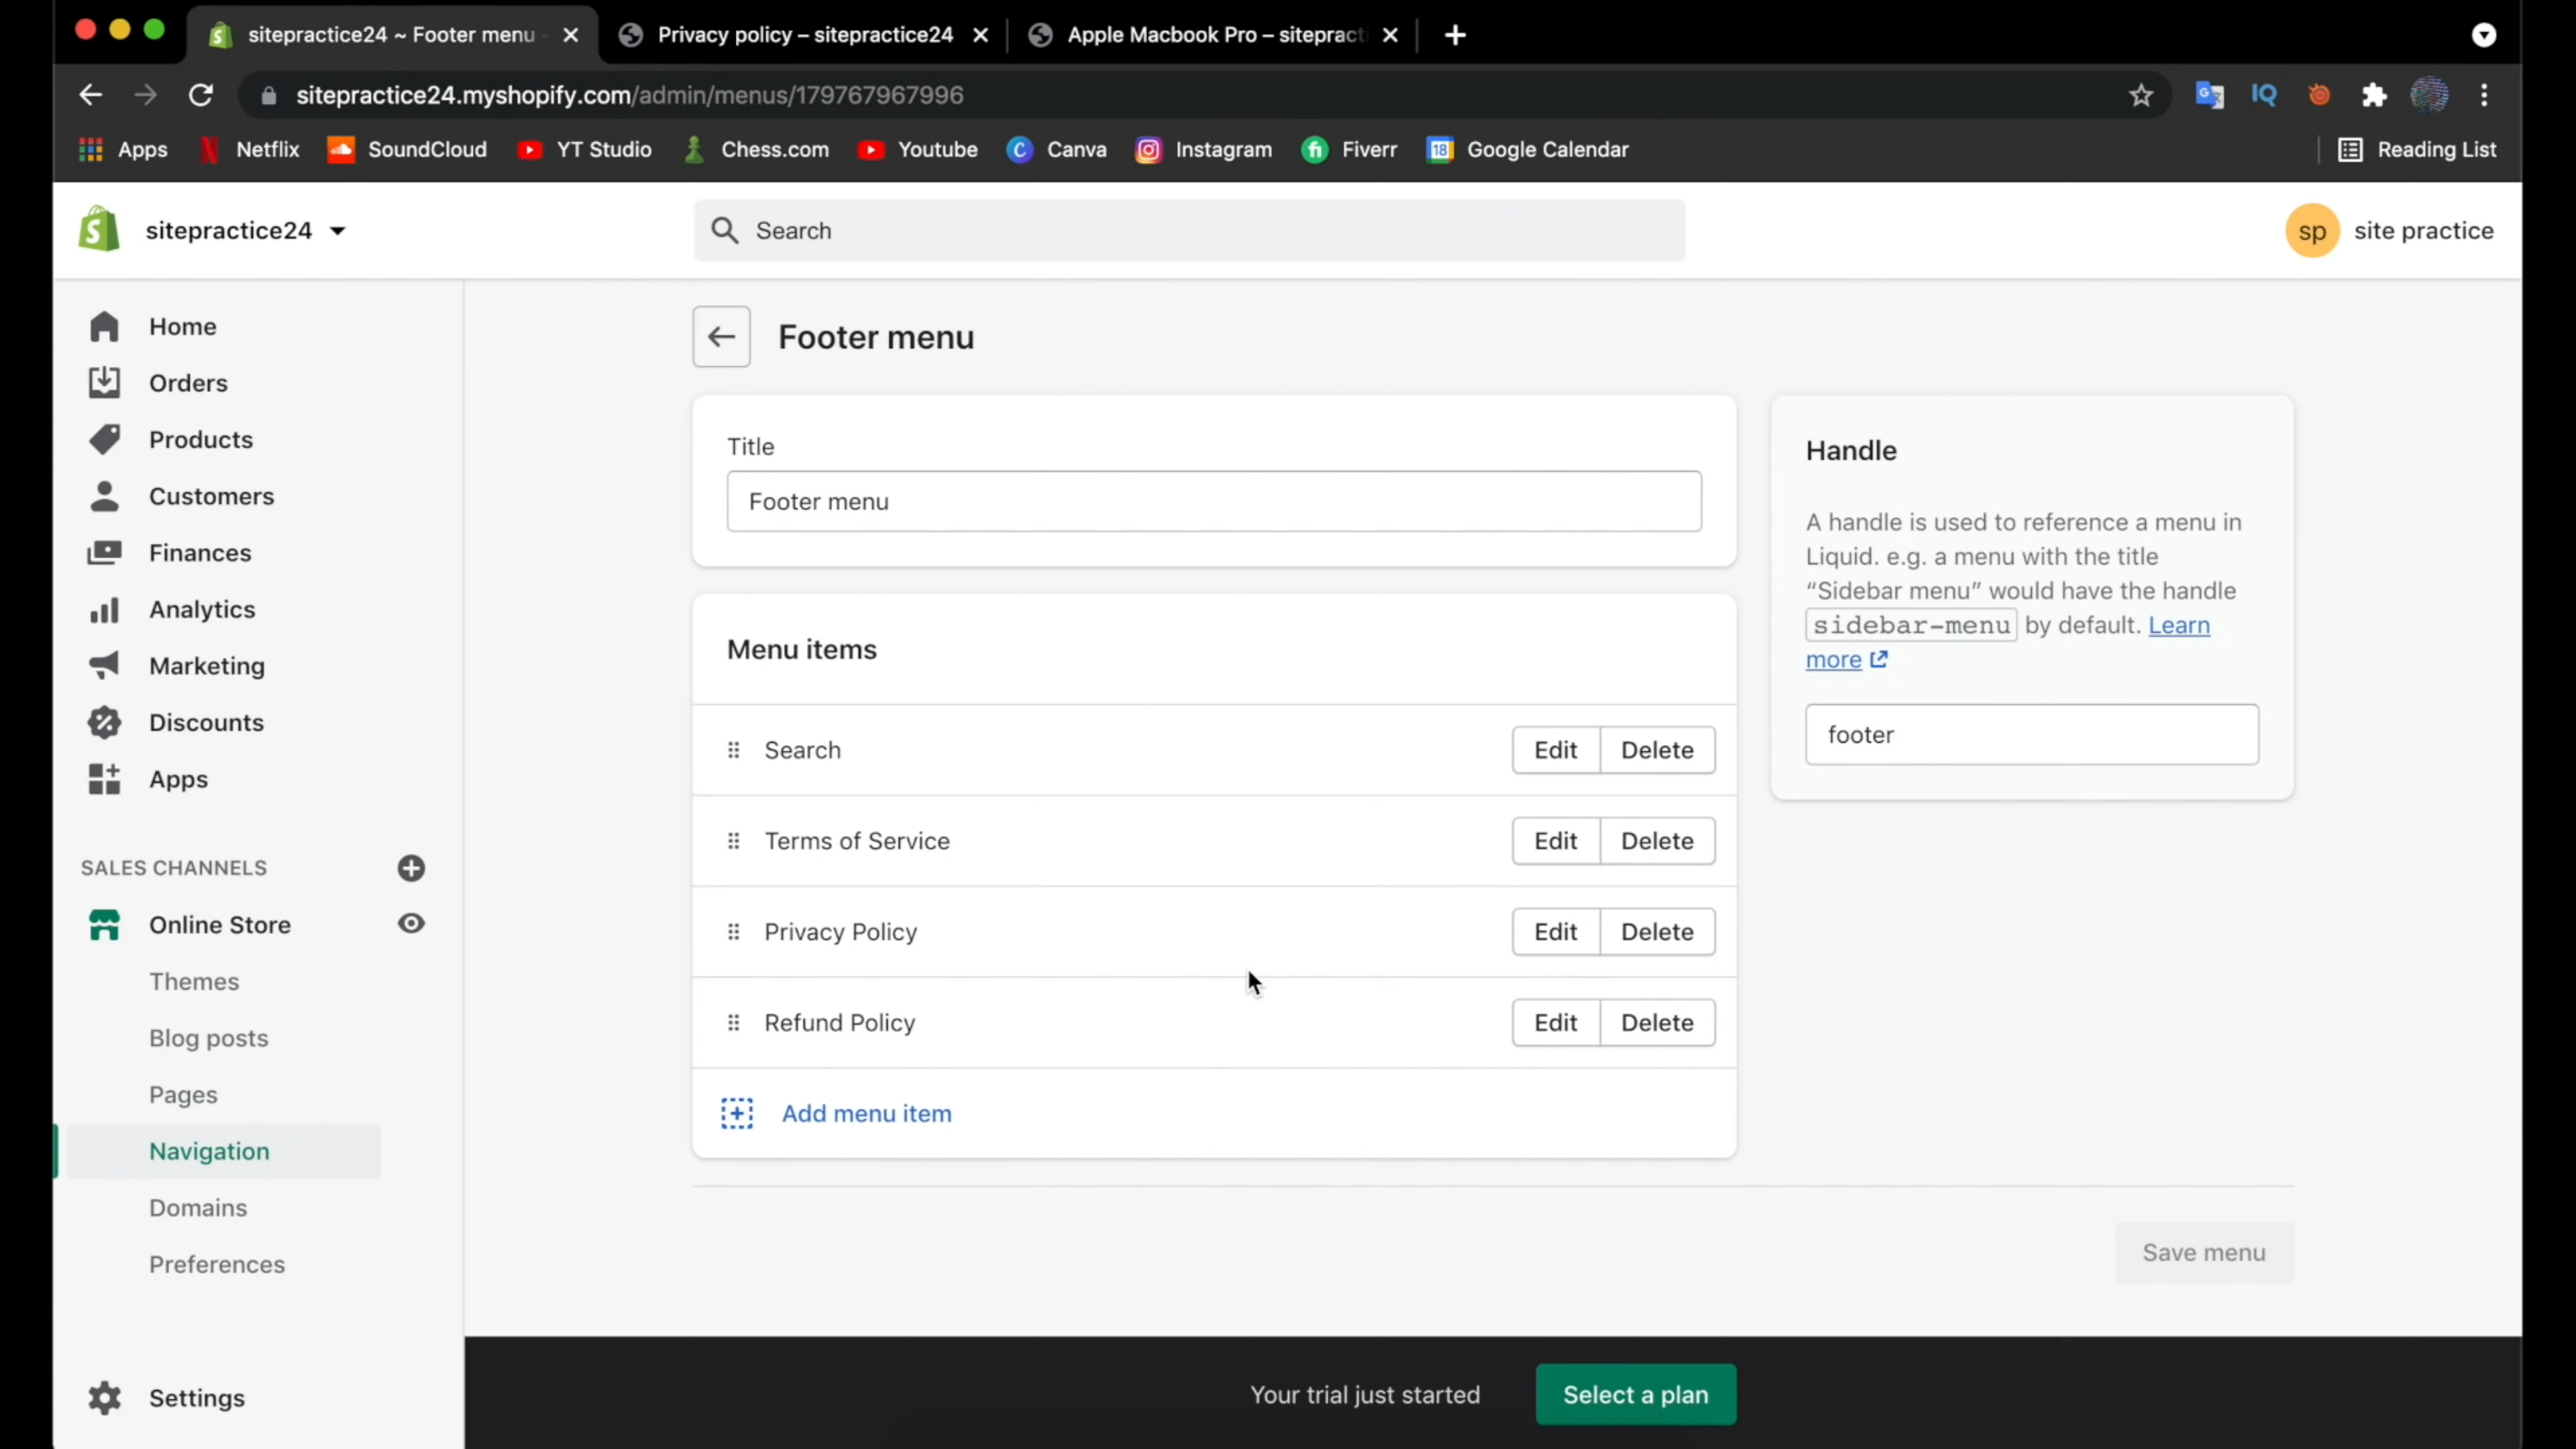 sitepractice24 ~ Footer menu
Privacy policy – sitepractice24
Apple Macbook Pro – sitepract
sitepractice24.myshopify.com/admin/menus/179767967996
IQ
Apps
Netflix
SoundCloud
YT Studio
Chess.com
Youtube
Canva
Instagram
Fiverr
18
Google Calendar
Reading List
sitepractice24
Search
sp
site practice
Home
Orders
Products
Customers
Finances
Analytics
Marketing
Discounts
Apps
SALES CHANNELS
Online Store
Themes
Blog posts
Pages
Navigation
Domains
Preferences
Settings
Footer menu
Title
Footer menu
Menu items
Search Edit Delete
Terms of Service Edit Delete
Privacy Policy Edit Delete
Refund Policy Edit Delete
Add menu item
Handle
A handle is used to reference a menu in
Liquid. e.g. a menu with the title
“Sidebar menu” would have the handle
sidebar-menu by default. Learn
more
footer
Save menu
Your trial just started
Select a plan